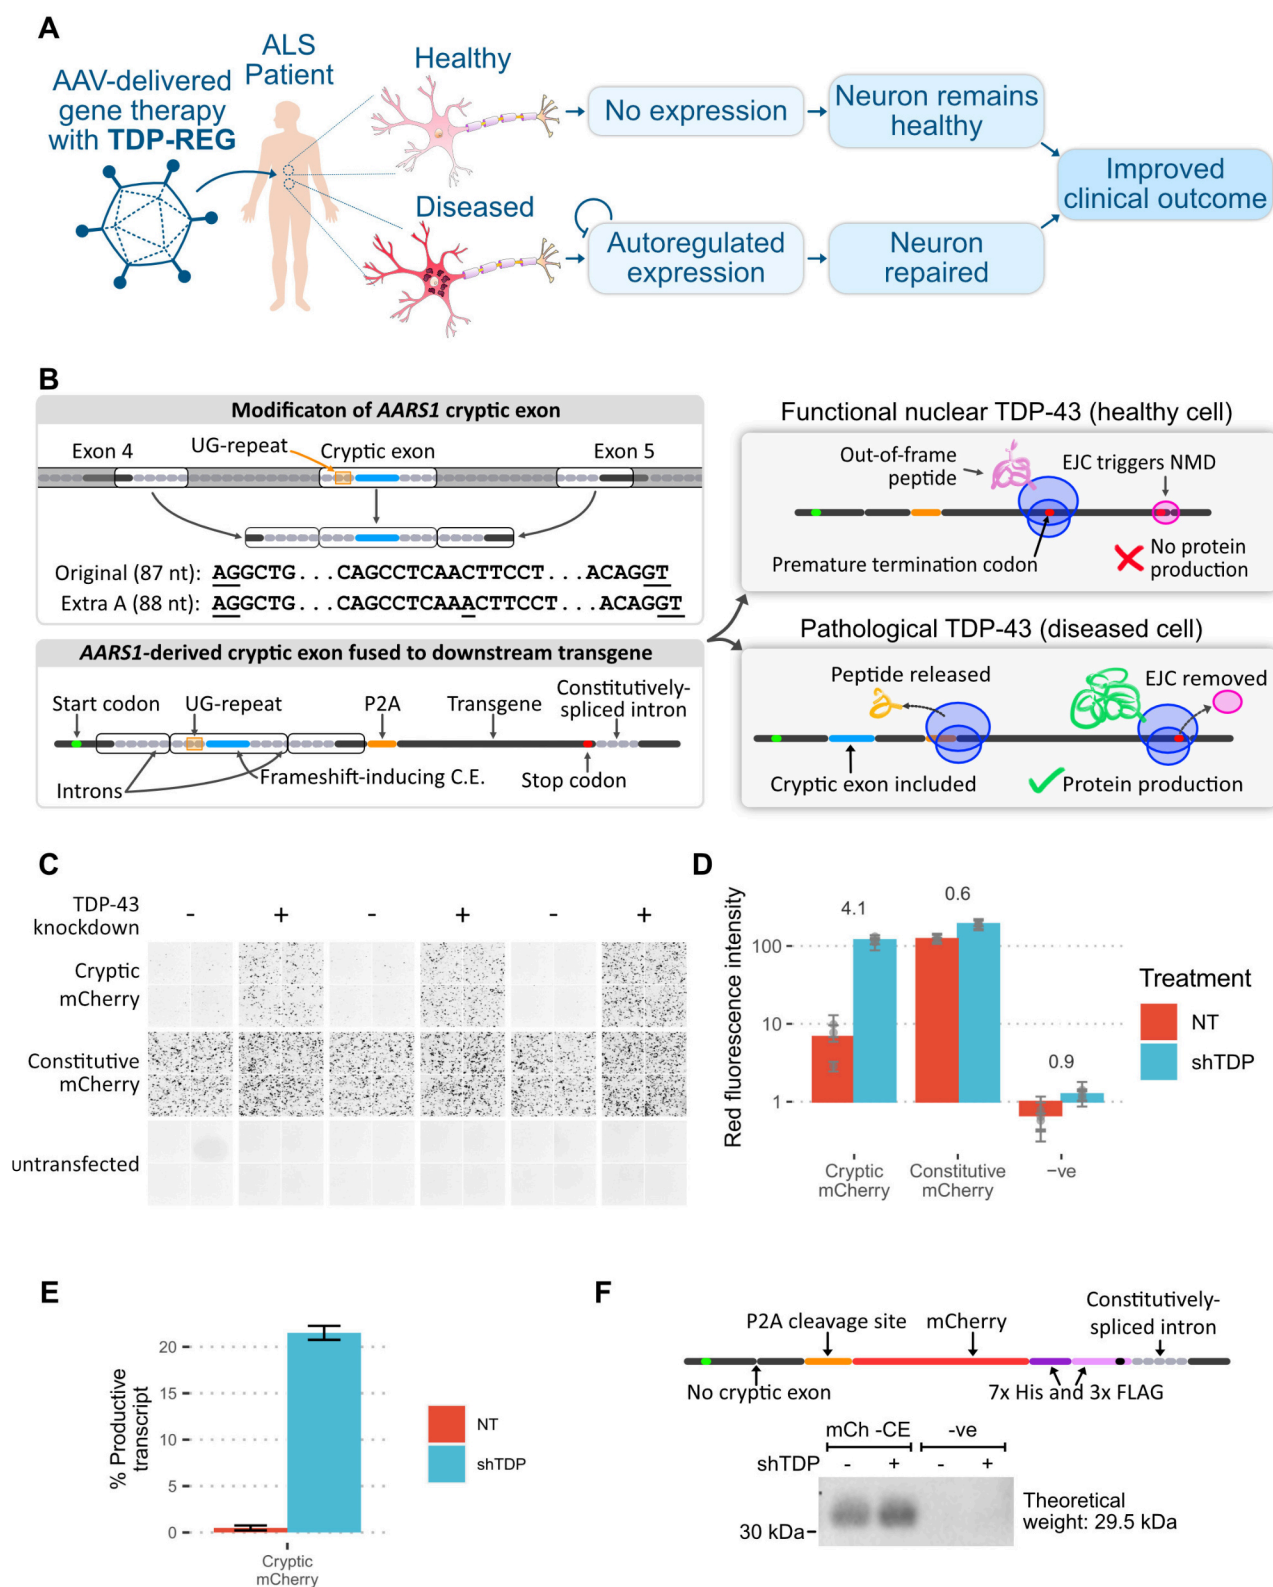 A
AAV-delivered
gene therapy
with TDP-REG
ALS
Patient
Healthy
No expression
Neuron remains
healthy
Diseased
Autoregulated
expression
Neuron
repaired
Improved
clinical outcome
B
Modificaton of AARS1 cryptic exon
Exon 4
UG-repeat
Cryptic exon
Exon 5
Original (87 nt): AGGCTG...CAGCCTCAACTTCCT...ACAGGT
Extra A (88 nt): AGGCTG...CAGCCTCAAACTTCCT...ACAGGT
AARS1-derived cryptic exon fused to downstream transgene
Start codon
UG-repeat
P2A
Transgene
Constitutively-
spliced intron
Introns
Frameshift-inducing C.E.
Stop codon
Functional nuclear TDP-43 (healthy cell)
Out-of-frame
peptide
EJC triggers NMD
Premature termination codon
No protein
production
Pathological TDP-43 (diseased cell)
Peptide released
EJC removed
Cryptic exon included
Protein production
C
TDP-43
knockdown
- + - + - +
Cryptic
mCherry
Constitutive
mCherry
untransfected
D
Red fluorescence intensity
100
10
1
4.1
0.6
0.9
Cryptic
mCherry
Constitutive
mCherry
−ve
Treatment
NT
shTDP
E
% Productive
transcript
20
15
10
5
0
Cryptic
mCherry
NT
shTDP
F
P2A cleavage site
mCherry
Constitutively-
spliced intron
No cryptic exon
7x His and 3x FLAG
mCh -CE
-ve
shTDP - + - +
30 kDa
Theoretical
weight: 29.5 kDa